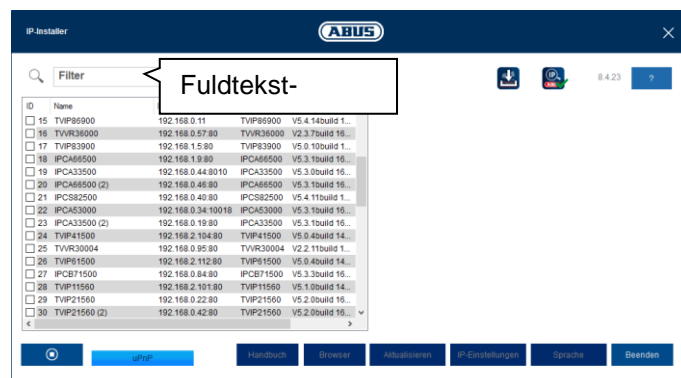 IP-Installer
ABUS
Filter
Fuldtekst-
8.4.23
?
ID Name
15 TVIP86900 192.168.0.11 TVIP86900 V5.4.14build 1...
16 TVVR36000 192.168.0.57:80 TVVR36000 V2.3.7build 16...
17 TVIP83900 192.168.1.5:80 TVIP83900 V5.0.10build 1...
18 IPCA66500 192.168.1.9:80 IPCA66500 V5.3.1build 16...
19 IPCA33500 192.168.0.44:8010 IPCA33500 V5.3.0build 16...
20 IPCA66500 (2) 192.168.0.46:80 IPCA66500 V5.3.1build 16...
21 IPCS82500 192.168.0.40:80 IPCS82500 V5.4.11build 1...
22 IPCA53000 192.168.0.34:10018 IPCA53000 V5.3.1build 16...
23 IPCA33500 (2) 192.168.0.19:80 IPCA33500 V5.3.1build 16...
24 TVIP41500 192.168.2.104:80 TVIP41500 V5.0.4build 14...
25 TVVR30004 192.168.0.95:80 TVVR30004 V2.2.11build 1...
26 TVIP61500 192.168.2.112:80 TVIP61500 V5.0.4build 14...
27 IPCB71500 192.168.0.84:80 IPCB71500 V5.3.3build 16...
28 TVIP11560 192.168.2.101:80 TVIP11560 V5.1.0build 14...
29 TVIP21560 192.168.0.22:80 TVIP21560 V5.2.0build 16...
30 TVIP21560 (2) 192.168.0.42:80 TVIP21560 V5.2.0build 16...
uPnP
Handbuch
Browser
Aktualisieren
IP-Einstellungen
Sprache
Beenden